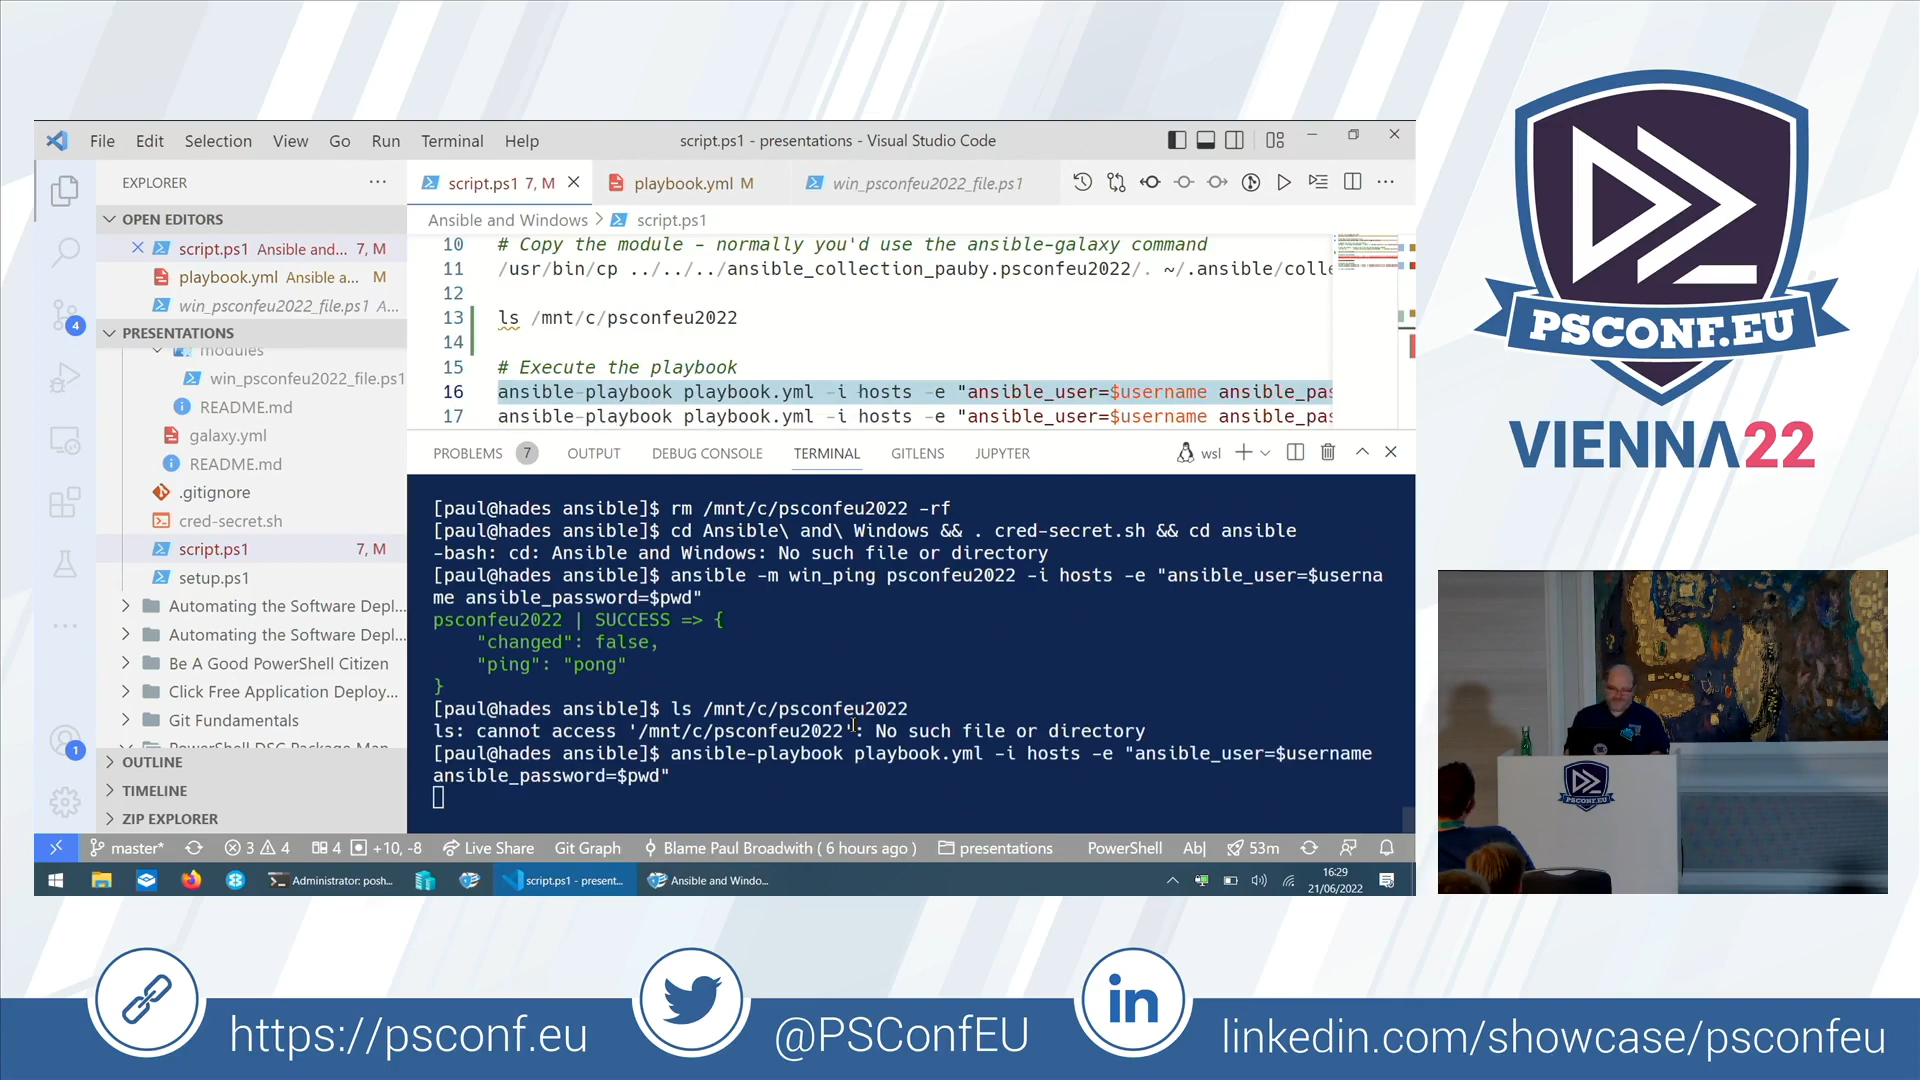 File Edit Selection View Go Run Terminal Help
script.ps1 - presentations - Visual Studio Code
EXPLORER
OPEN EDITORS
script.ps1 Ansible and... 7, M
playbook.yml Ansible a... M
win_psconfeu2022_file.ps1 A...
PRESENTATIONS
modules
win_psconfeu2022_file.ps1
README.md
galaxy.yml
README.md
.gitignore
cred-secret.sh
script.ps1 7, M
setup.ps1
Automating the Software Depl...
Automating the Software Depl...
Be A Good PowerShell Citizen
Click Free Application Deploy...
Git Fundamentals
PowerShell DSC Package Man
OUTLINE
TIMELINE
ZIP EXPLORER
4
1
script.ps1 7, M
playbook.yml M
win_psconfeu2022_file.ps1
Ansible and Windows > script.ps1
10 # Copy the module - normally you'd use the ansible-galaxy command
11 /usr/bin/cp ../../../ansible_collection_pauby.psconfeu2022/. ~/.ansible/colle
12
13 ls /mnt/c/psconfeu2022
14
15 # Execute the playbook
16 ansible-playbook playbook.yml -i hosts -e "ansible_user=$username ansible_pas
17 ansible-playbook playbook.yml -i hosts -e "ansible_user=$username ansible_pas
PROBLEMS 7 OUTPUT DEBUG CONSOLE TERMINAL GITLENS JUPYTER
wsl
[paul@hades ansible]$ rm /mnt/c/psconfeu2022 -rf
[paul@hades ansible]$ cd Ansible\ and\ Windows && . cred-secret.sh && cd ansible
-bash: cd: Ansible and Windows: No such file or directory
[paul@hades ansible]$ ansible -m win_ping psconfeu2022 -i hosts -e "ansible_user=$userna
me ansible_password=$pwd"
psconfeu2022 | SUCCESS => {
"changed": false,
"ping": "pong"
}
[paul@hades ansible]$ ls /mnt/c/psconfeu2022
ls: cannot access '/mnt/c/psconfeu2022': No such file or directory
[paul@hades ansible]$ ansible-playbook playbook.yml -i hosts -e "ansible_user=$username
ansible_password=$pwd"
master* 3 4 4 +10, -8 Live Share Git Graph Blame Paul Broadwith ( 6 hours ago ) presentations PowerShell Ab| 53m
Administrator: posh... script.ps1 - present... Ansible and Windo...
16:29
21/06/2022
PSCONF.EU
VIENNA22
PSCONF.EU
https://psconf.eu
@PSConfEU
in
linkedin.com/showcase/psconfeu